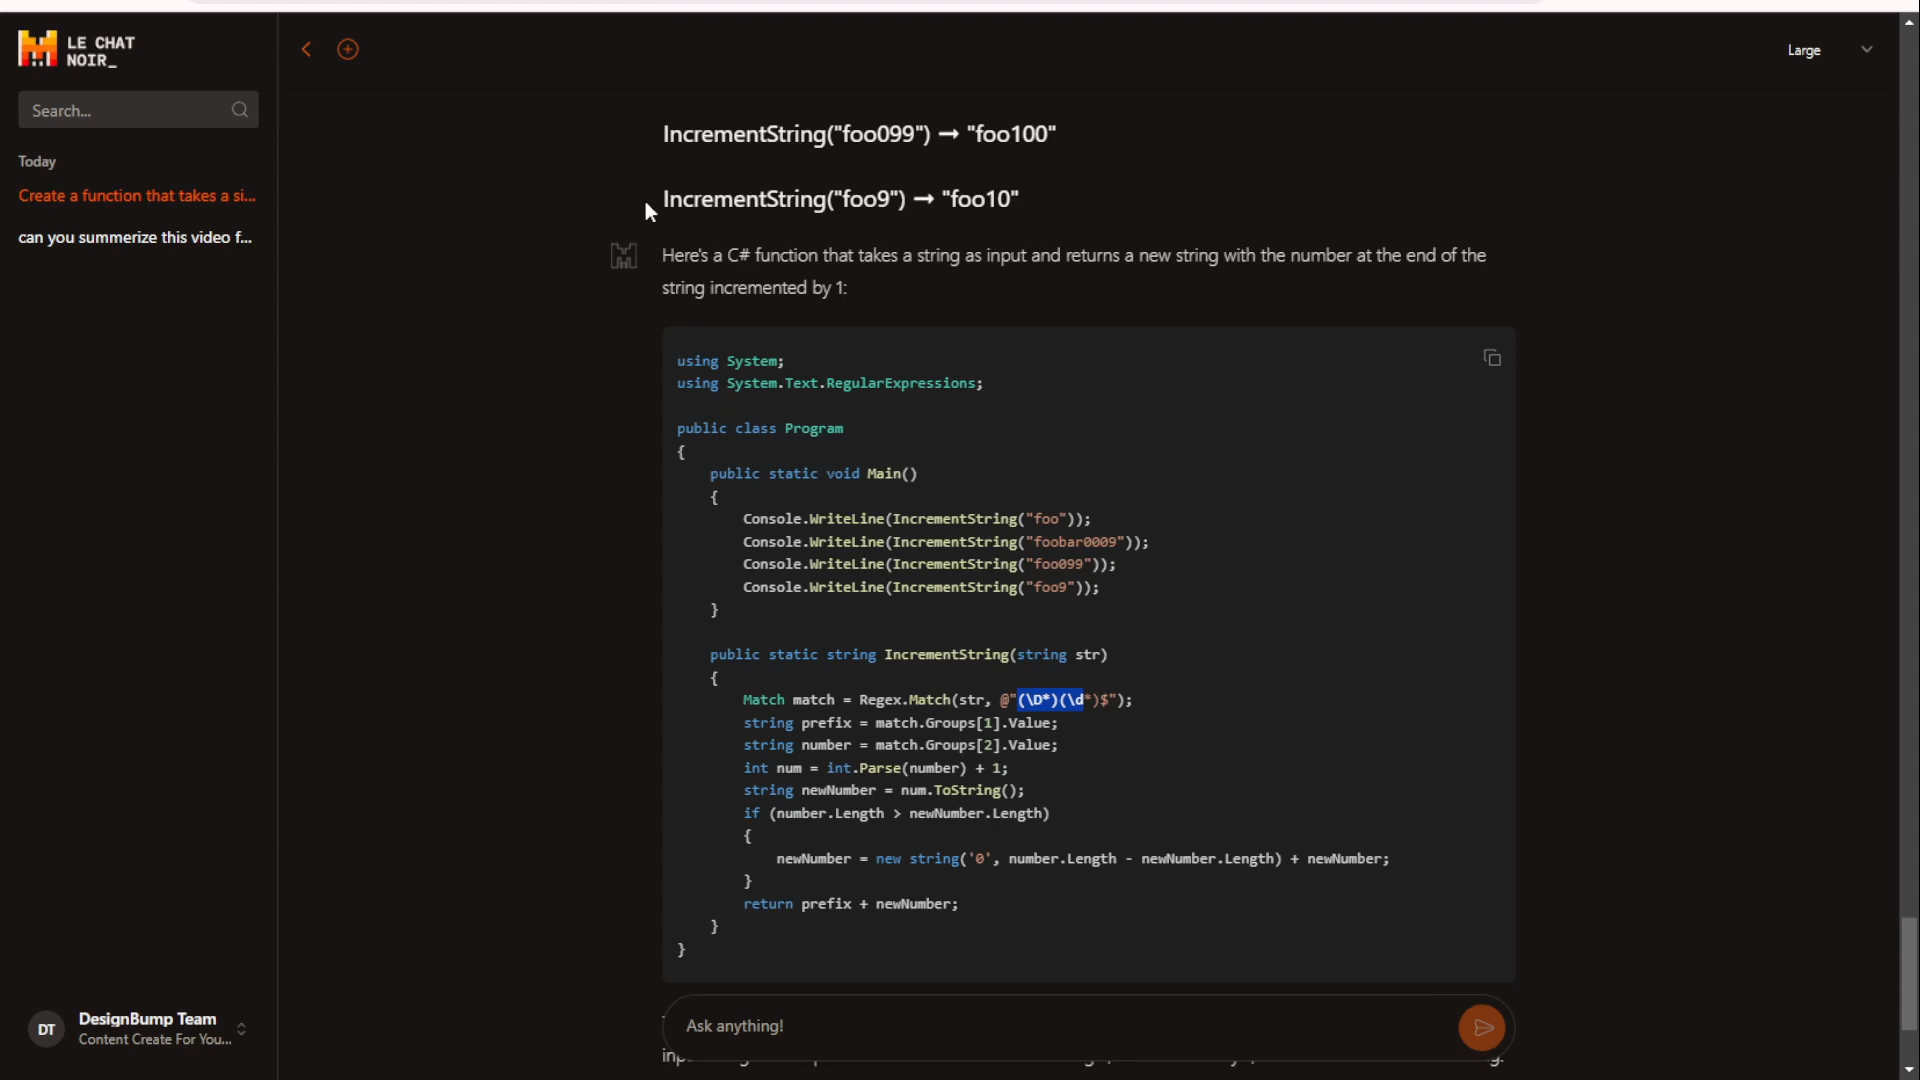 LE CHAT
NOIR_
Search...
Today
Create a function that takes a si...
can you summerize this video f...
DT
DesignBump Team
Content Create For You...
Large
IncrementString("foo099") → "foo100"
IncrementString("foo9") → "foo10"
Here's a C# function that takes a string as input and returns a new string with the number at the end of the
string incremented by 1:
using System;
using System.Text.RegularExpressions;
public class Program
{
    public static void Main()
    {
        Console.WriteLine(IncrementString("foo"));
        Console.WriteLine(IncrementString("foobar0009"));
        Console.WriteLine(IncrementString("foo099"));
        Console.WriteLine(IncrementString("foo9"));
    }
    public static string IncrementString(string str)
    {
        Match match = Regex.Match(str, @"(\D*)(\d*)$");
        string prefix = match.Groups[1].Value;
        string number = match.Groups[2].Value;
        int num = int.Parse(number) + 1;
        string newNumber = num.ToString();
        if (number.Length > newNumber.Length)
        {
            newNumber = new string('0', number.Length - newNumber.Length) + newNumber;
        }
        return prefix + newNumber;
    }
}
Ask anything!